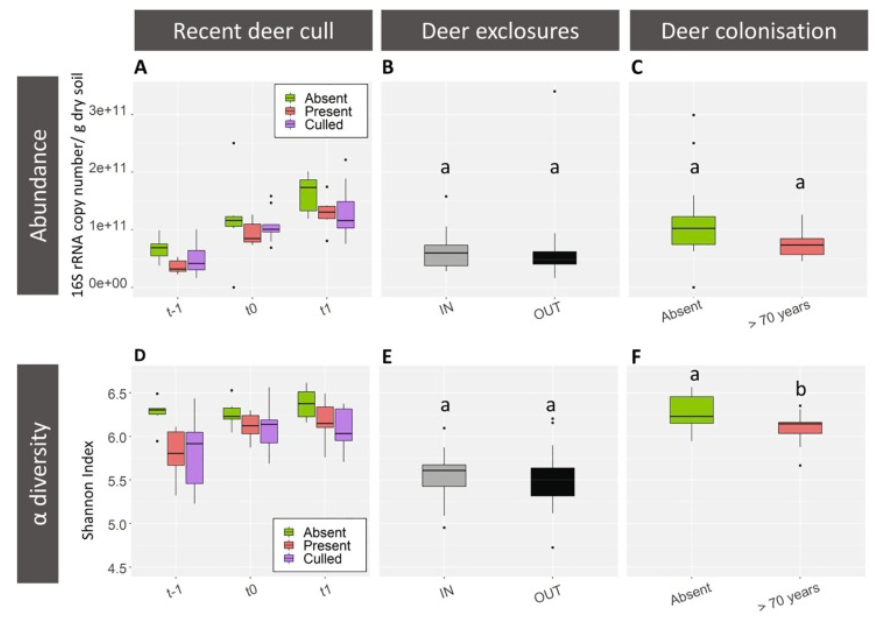 Recent deer cull
Deer exclosures
Deer colonisation
Abundance
16S rRNA copy number/ g dry soil
A
3e+11
2e+11
1e+11
0e+00
Absent
Present
Culled
t-1
t0
t1
B
a
a
IN
OUT
C
a
a
Absent
> 70 years
α diversity
Shannon Index
D
6.5
6.0
5.5
5.0
4.5
Absent
Present
Culled
t-1
t0
t1
E
a
a
IN
OUT
F
a
b
Absent
> 70 years